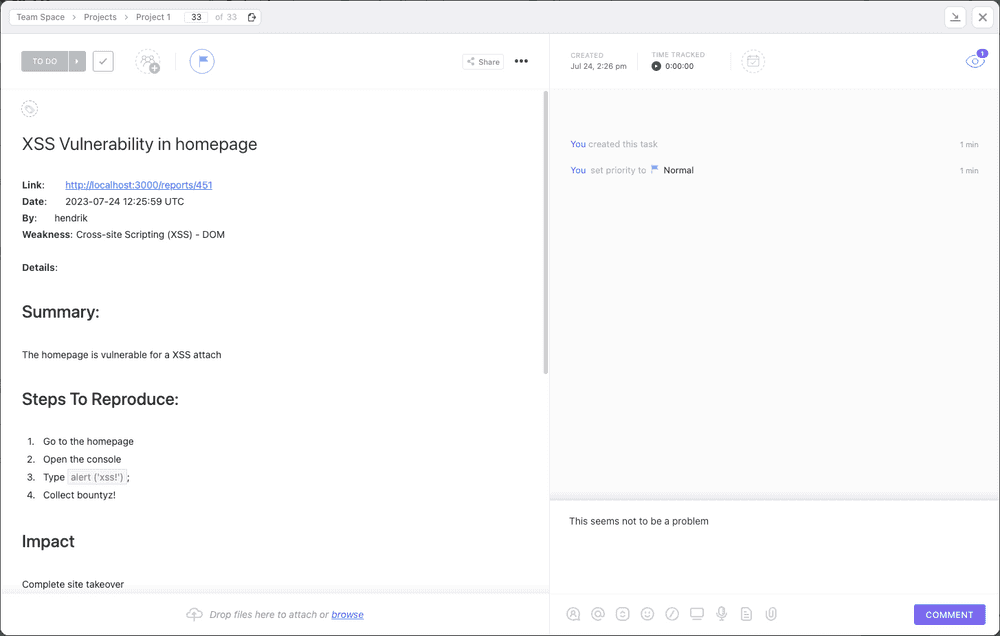 Team Space > Projects > Project 1 33 of 33
TO DO
Share
CREATED
Jul 24, 2:26 pm
TIME TRACKED
0:00:00
1
XSS Vulnerability in homepage
Link: http://localhost:3000/reports/451
Date: 2023-07-24 12:25:59 UTC
By: hendrik
Weakness: Cross-site Scripting (XSS) - DOM
Details:
Summary:
The homepage is vulnerable for a XSS attach
Steps To Reproduce:
1. Go to the homepage
2. Open the console
3. Type alert ('xss!') ;
4. Collect bountyz!
Impact
Complete site takeover
Drop files here to attach or browse
You created this task 1 min
You set priority to Normal 1 min
This seems not to be a problem
COMMENT